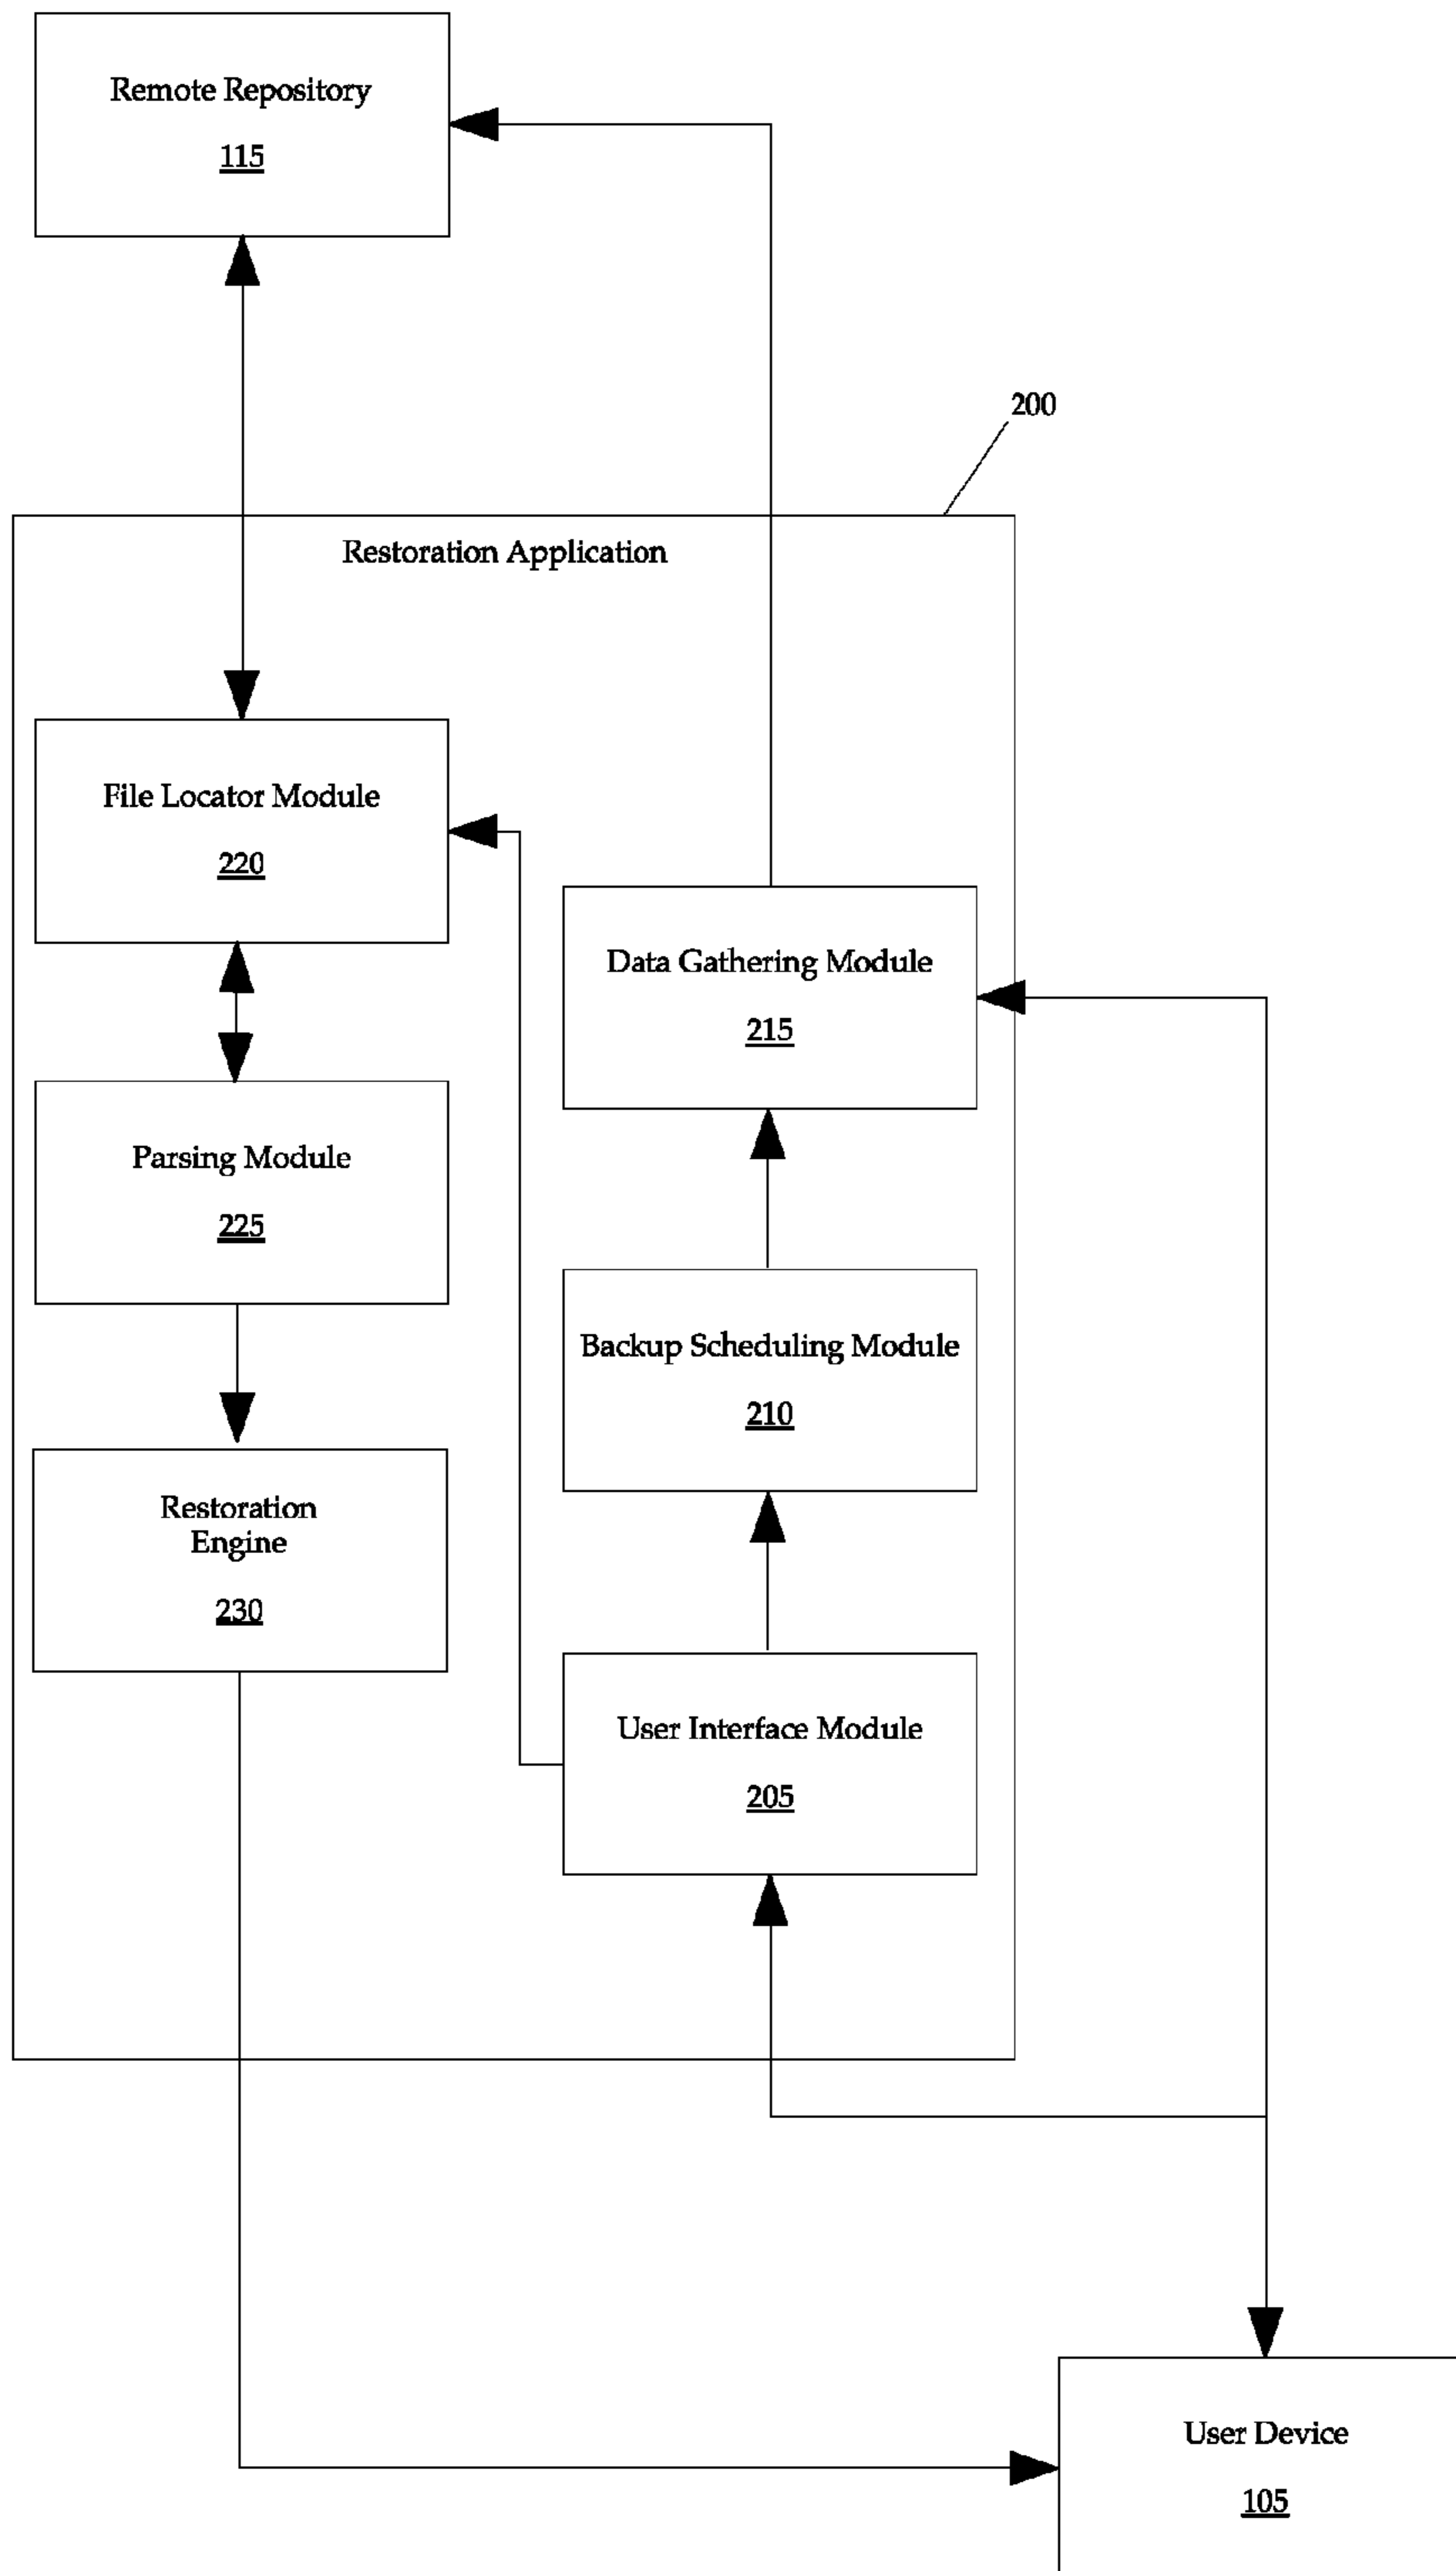 Remote Repository
115
200
Restoration Application
File Locator Module
220
Data Gathering Module
215
Parsing Module
225
Backup Scheduling Module
210
Restoration
Engine
230
User Interface Module
205
User Device
105